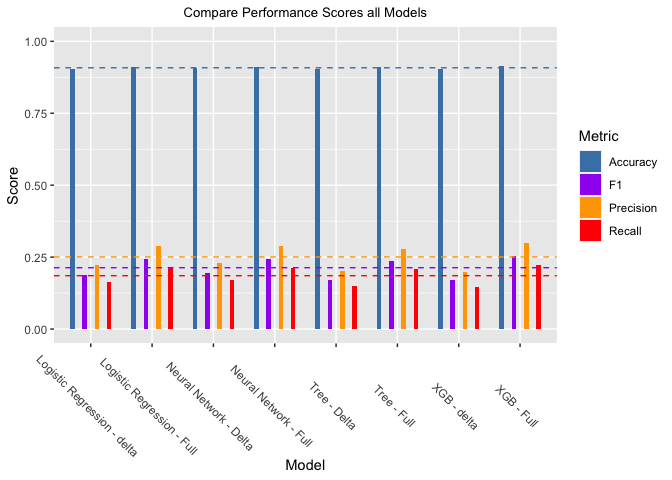 Compare Performance Scores all Models
1.00
0.75
0.50
0.25
0.00
Score
Logistic Regression - delta
Logistic Regression - Full
Neural Network - Delta
Neural Network - Full
Tree - Delta
Tree - Full
XGB - delta
XGB - Full
Model
Metric
Accuracy
F1
Precision
Recall